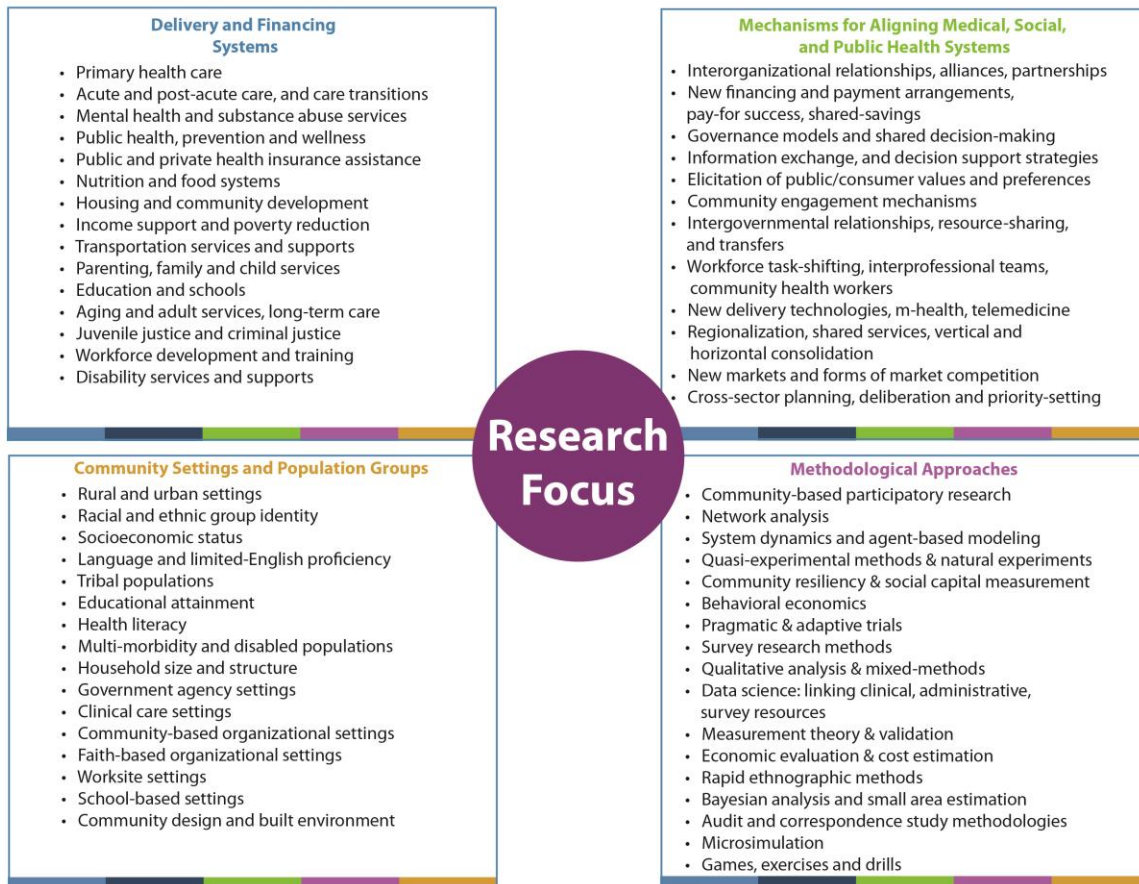 Delivery and Financing
Systems
• Primary health care
• Acute and post-acute care, and care transitions
• Mental health and substance abuse services
• Public health, prevention and wellness
• Public and private health insurance assistance
• Nutrition and food systems
• Housing and community development
• Income support and poverty reduction
• Transportation services and supports
• Parenting, family and child services
• Education and schools
• Aging and adult services, long-term care
• Juvenile justice and criminal justice
• Workforce development and training
• Disability services and supports
Mechanisms for Aligning Medical, Social,
and Public Health Systems
• Interorganizational relationships, alliances, partnerships
• New financing and payment arrangements,
pay-for success, shared-savings
• Governance models and shared decision-making
• Information exchange, and decision support strategies
• Elicitation of public/consumer values and preferences
• Community engagement mechanisms
• Intergovernmental relationships, resource-sharing,
and transfers
• Workforce task-shifting, interprofessional teams,
community health workers
• New delivery technologies, m-health, telemedicine
• Regionalization, shared services, vertical and
horizontal consolidation
• New markets and forms of market competition
• Cross-sector planning, deliberation and priority-setting
Research
Focus
Community Settings and Population Groups
• Rural and urban settings
• Racial and ethnic group identity
• Socioeconomic status
• Language and limited-English proficiency
• Tribal populations
• Educational attainment
• Health literacy
• Multi-morbidity and disabled populations
• Household size and structure
• Government agency settings
• Clinical care settings
• Community-based organizational settings
• Faith-based organizational settings
• Worksite settings
• School-based settings
• Community design and built environment
Methodological Approaches
• Community-based participatory research
• Network analysis
• System dynamics and agent-based modeling
• Quasi-experimental methods & natural experiments
• Community resiliency & social capital measurement
• Behavioral economics
• Pragmatic & adaptive trials
• Survey research methods
• Qualitative analysis & mixed-methods
• Data science: linking clinical, administrative,
survey resources
• Measurement theory & validation
• Economic evaluation & cost estimation
• Rapid ethnographic methods
• Bayesian analysis and small area estimation
• Audit and correspondence study methodologies
• Microsimulation
• Games, exercises and drills